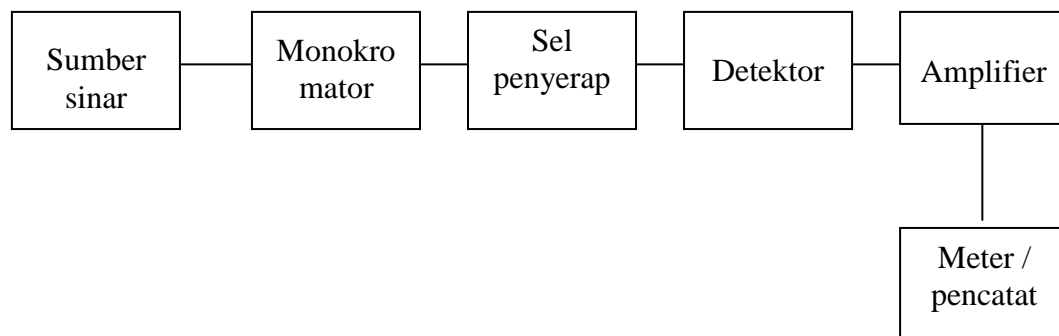 Sumber
sinar
Monokro
mator
Sel
penyerap
Detektor
Amplifier
Meter /
pencatat